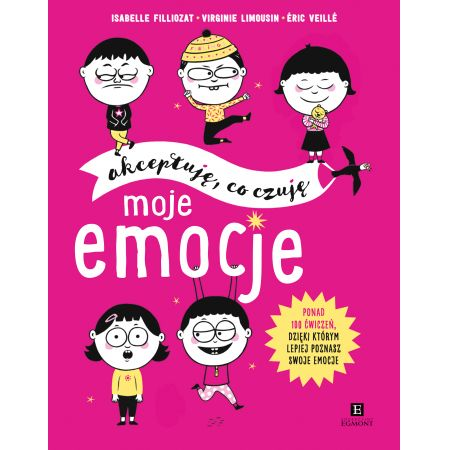 ISABELLE FILLIOZAT • VIRGINIE LIMOUSIN • ÉRIC VEILLÉ
akceptuję, co czuję
moje
emocje
PONAD
100 ĆWICZEŃ,
DZIĘKI KTÓRYM
LEPIEJ POZNASZ
SWOJE EMOCJE
E
EGMONT